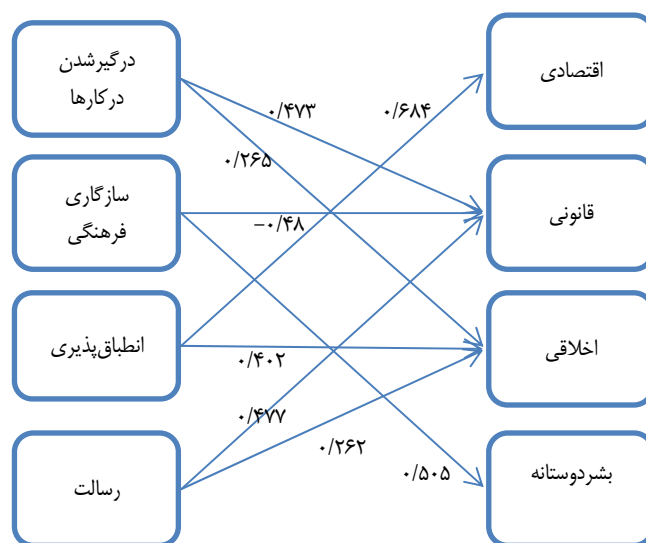 درگیرشدن
درکارها
اقتصادی
۰/۴۷۳
۰/۶۸۴
۰/۲۶۵
سازگاری
فرهنگی
قانونی
−۰/۴۸
انطباق‌پذیری
اخلاقی
۰/۴۰۲
۰/۴۷۷
۰/۲۶۲
رسالت
بشردوستانه
۰/۵۰۵